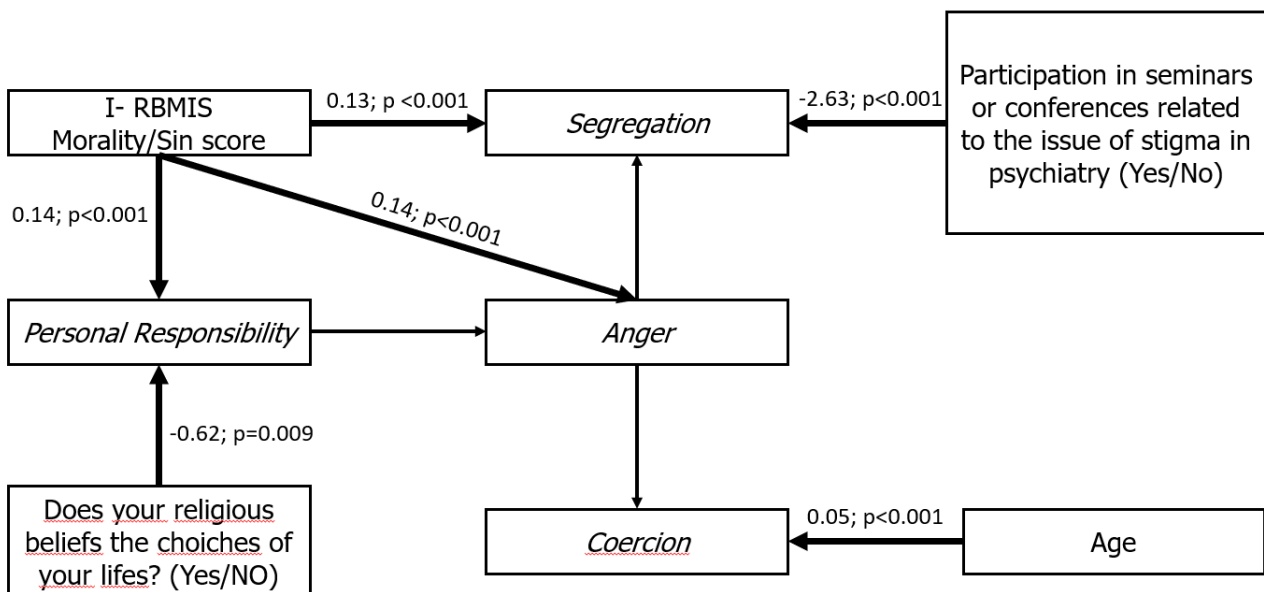 I- RBMIS
Morality/Sin score
0.13; p <0.001
Segregation
-2.63; p<0.001
Participation in seminars
or conferences related
to the issue of stigma in
psychiatry (Yes/No)
0.14; p<0.001
0.14; p<0.001
Personal Responsibility
Anger
-0.62; p=0.009
Does your religious
beliefs the choiches of
your lifes? (Yes/NO)
Coercion
0.05; p<0.001
Age